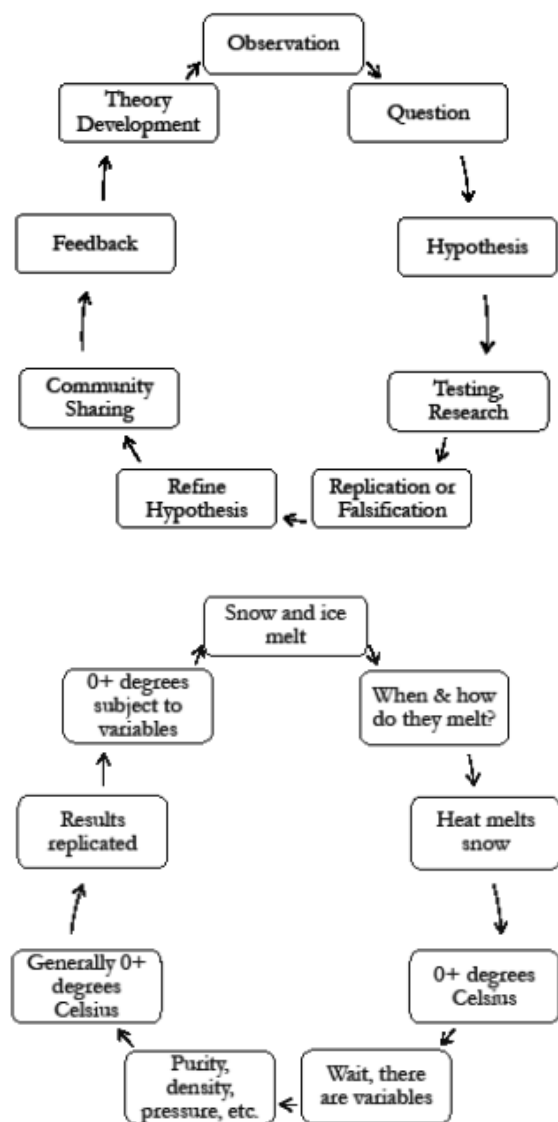 Observation
Question
Hypothesis
Testing,
Research
Replication or
Falsification
Refine
Hypothesis
Community
Sharing
Feedback
Theory
Development
Snow and ice
melt
When & how
do they melt?
Heat melts
snow
0+ degrees
Celsius
Wait, there
are variables
Purity,
density,
pressure, etc.
Generally 0+
degrees
Celsius
Results
replicated
0+ degrees
subject to
variables